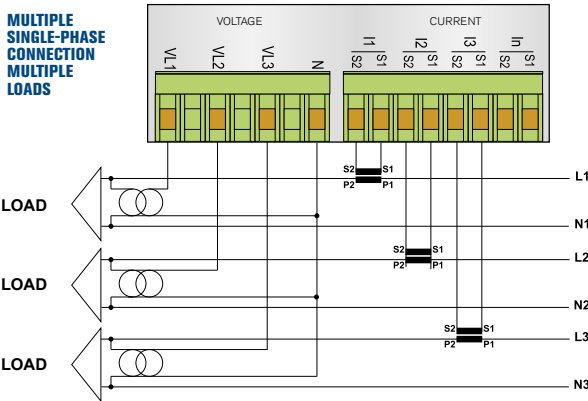 MULTIPLE
SINGLE-PHASE
CONNECTION
MULTIPLE
LOADS
VOLTAGE
CURRENT
VL1
VL2
VL3
N
I1
I2
I3
In
S2
S1
S2
S1
S2
S1
S2
S1
S2 S1
P2 P1
L1
LOAD
N1
S2 S1
P2 P1
L2
LOAD
N2
S2 S1
P2 P1
L3
LOAD
N3